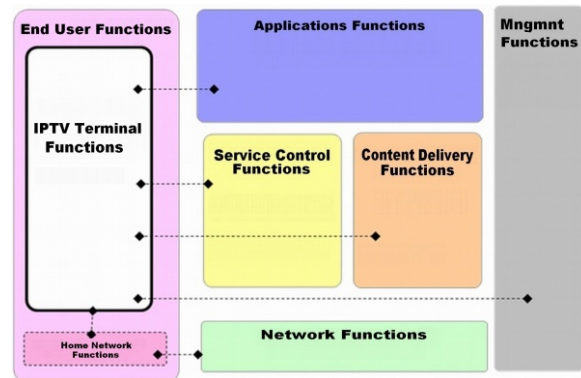 End User Functions
IPTV Terminal
Functions
Home Network
Functions
Applications Functions
Service Control
Functions
Content Delivery
Functions
Network Functions
Mngmnt
Functions